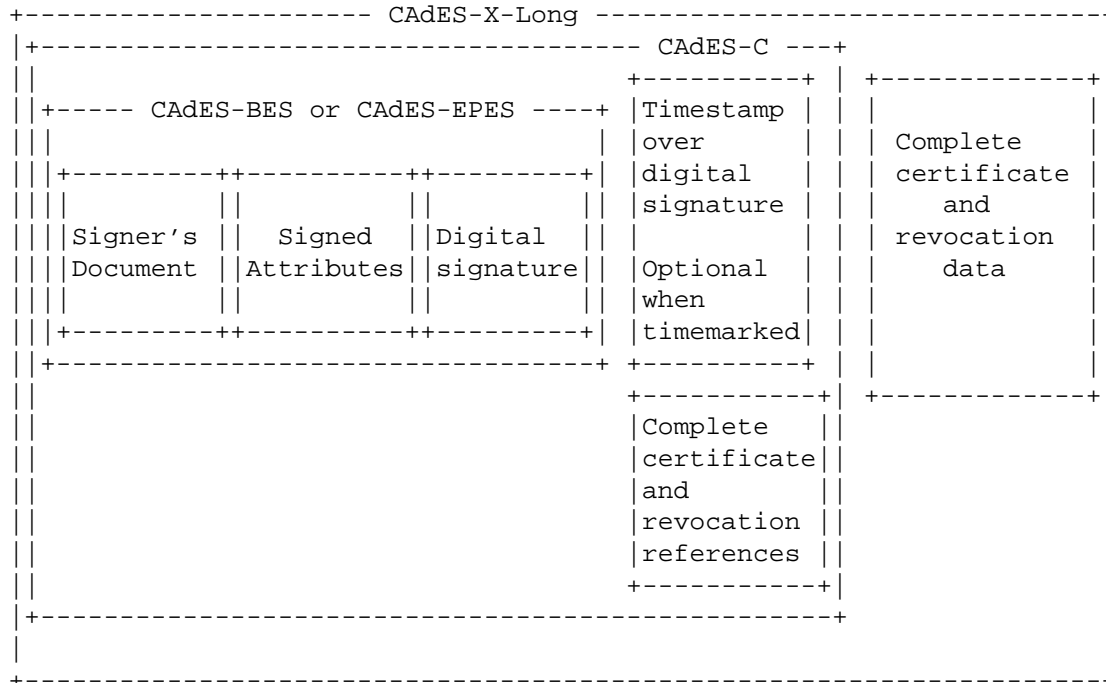 CAdES-X-Long
CAdES-C
CAdES-BES or CAdES-EPES
Signer's
Document
Signed
Attributes
Digital
signature
Timestamp
over
digital
signature
Optional
when
timemarked
Complete
certificate
and
revocation
references
Complete
certificate
and
revocation
data